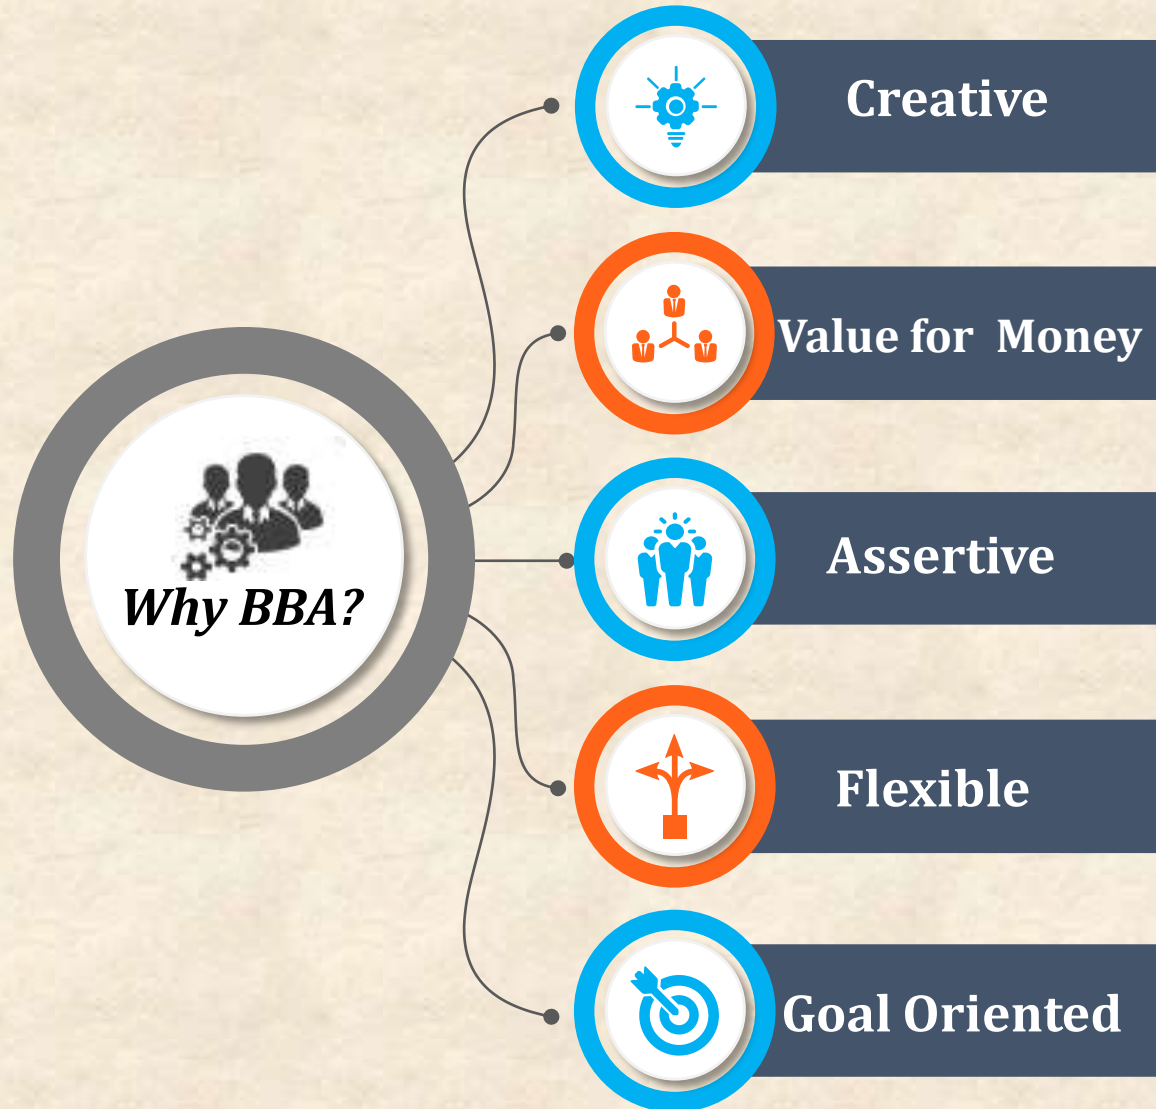 Creative
Value for  Money
Why BBA?
Assertive
Flexible
Goal Oriented